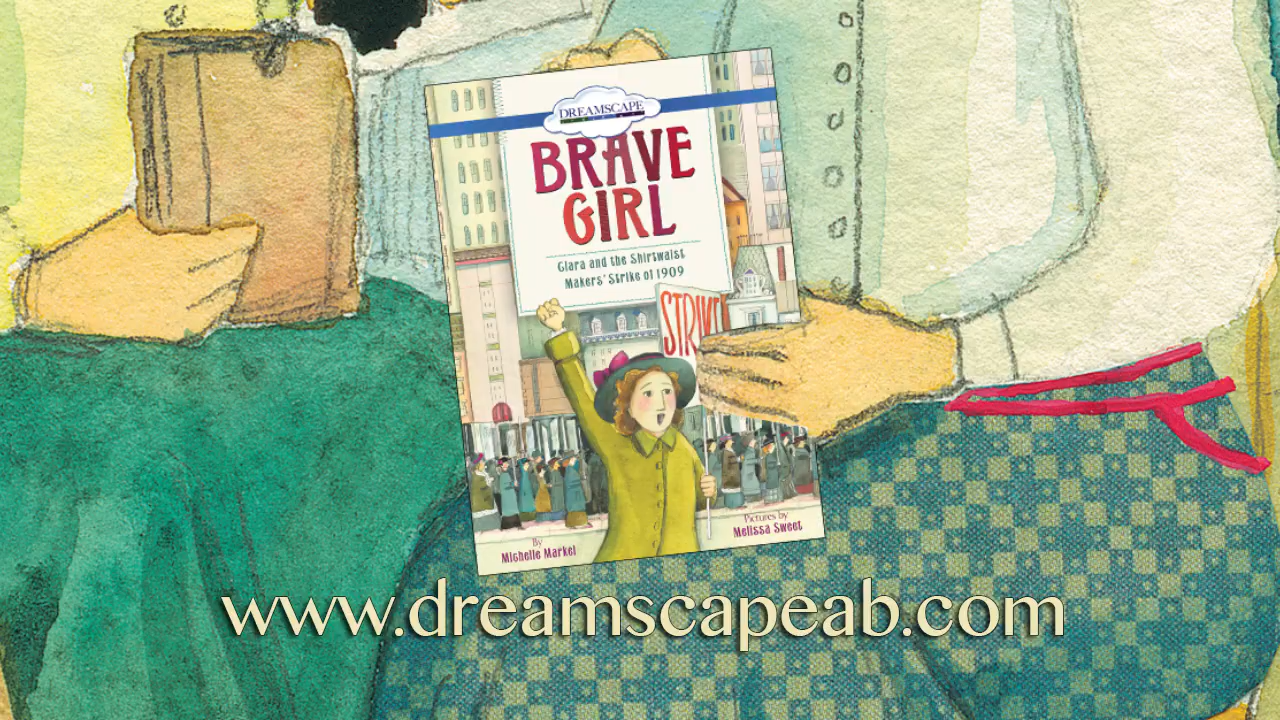 DREAMSCAPE
BRAVE
GIRL
Clara and the Shirtwaist
Makers' Strike of 1909
STRIKE!
By
Michelle Markel
Pictures by
Melissa Sweet
www.dreamscapeab.com